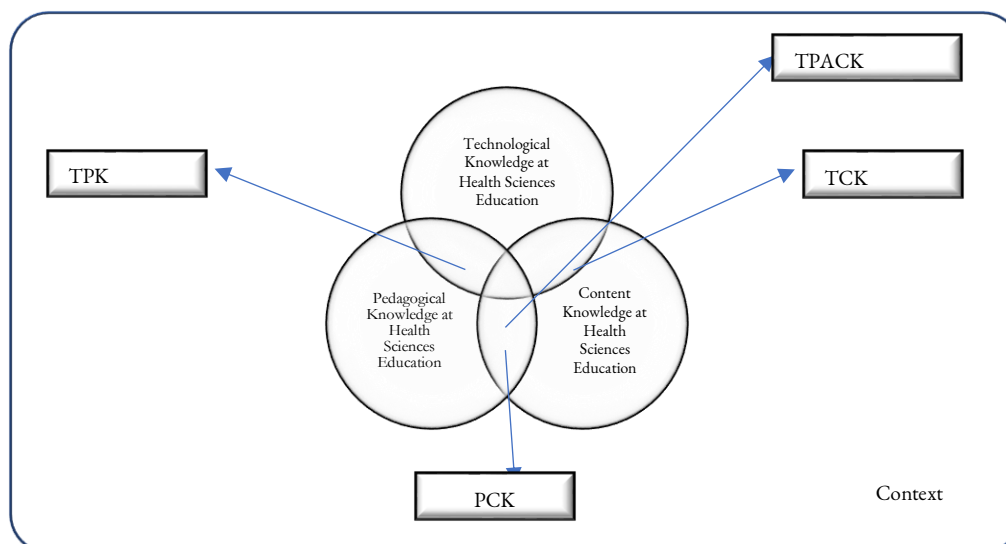 TPACK
Technological
Knowledge at
Health Sciences
Education
TPK
TCK
Pedagogical
Knowledge at
Health
Sciences
Education
Content
Knowledge at
Health
Sciences
Education
PCK
Context